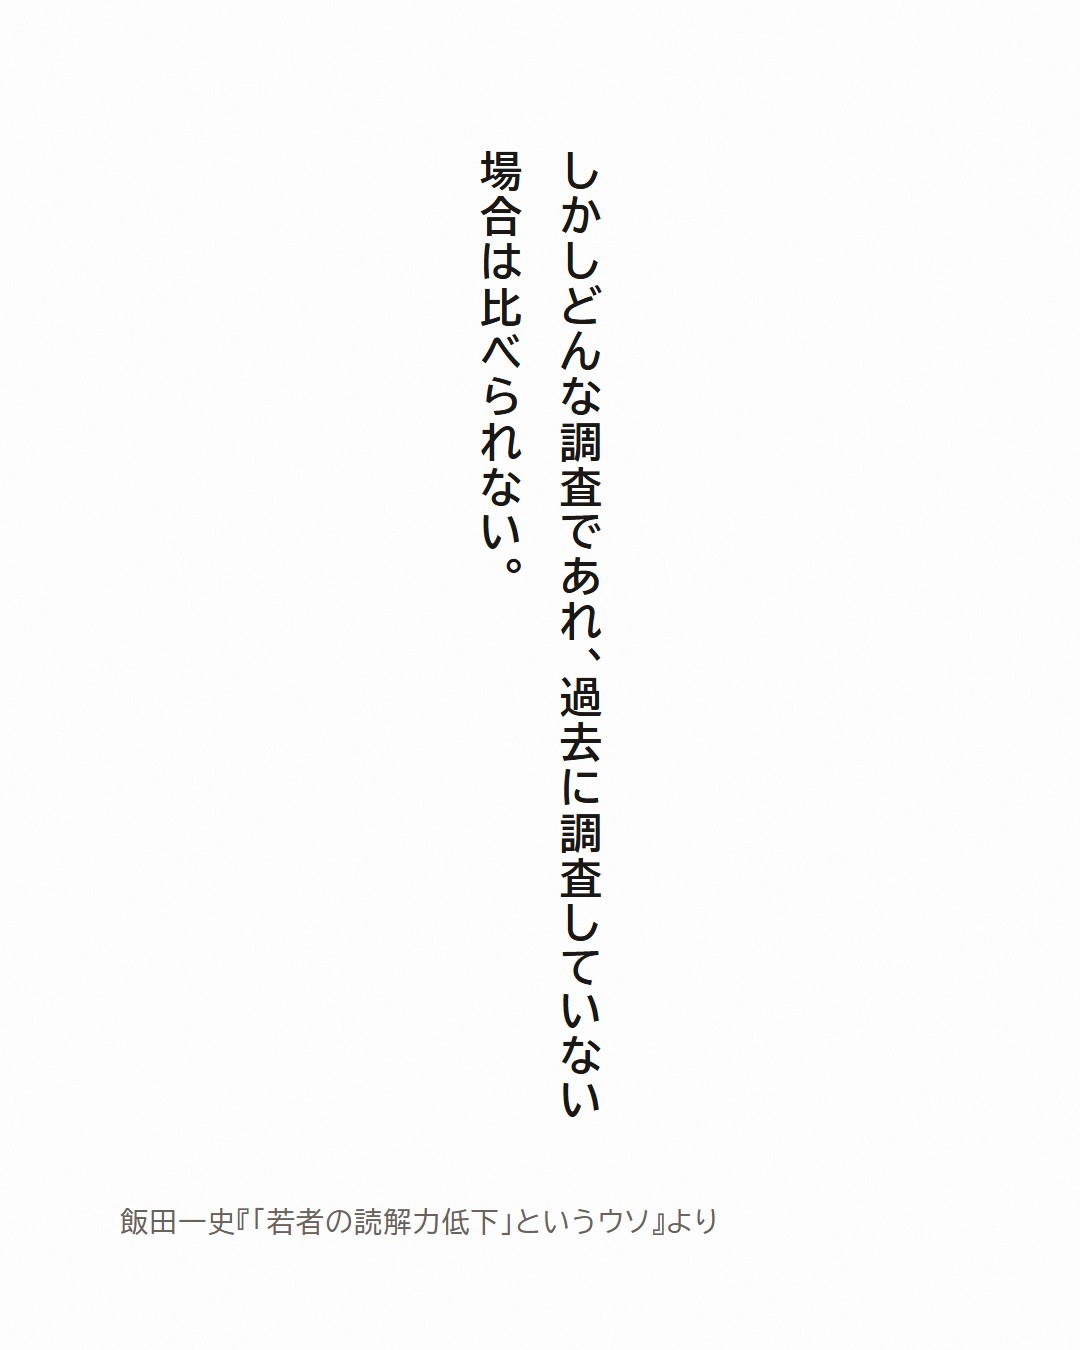 しかしどんな調査であれ、過去に調査していない
場合は比べられない。
飯田一史『「若者の読解力低下」というウソ』より